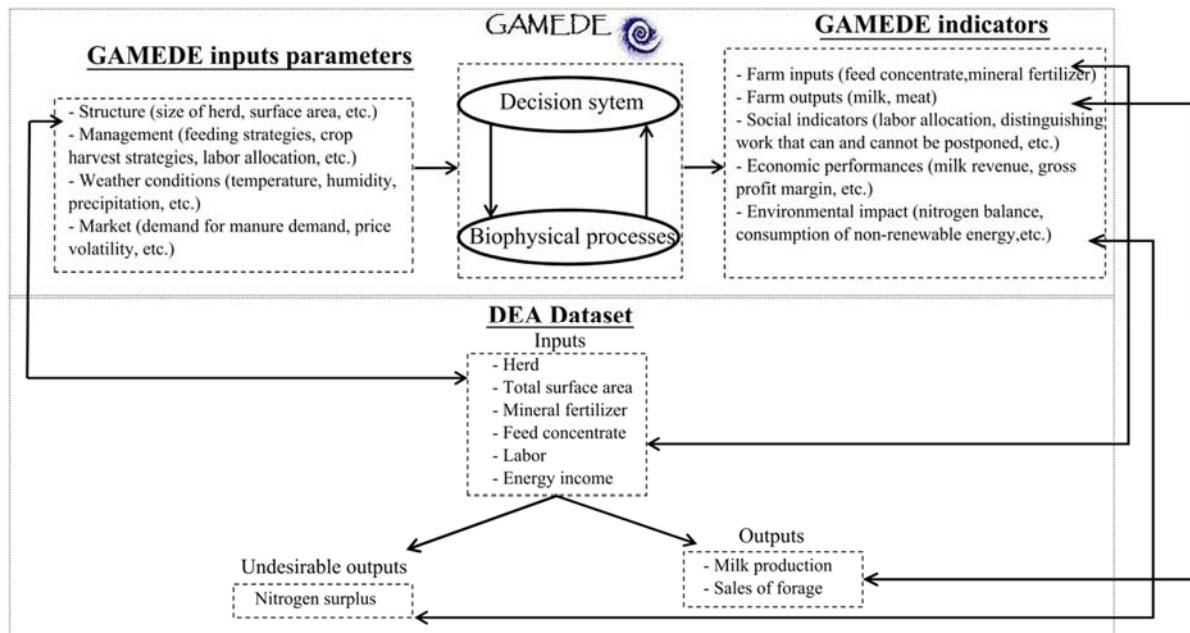 GAMEDE
GAMEDE inputs parameters
- Structure (size of herd, surface area, etc.)
- Management (feeding strategies, crop
harvest strategies, labor allocation, etc.)
- Weather conditions (temperature, humidity,
precipitation, etc.)
- Market (demand for manure demand, price
volatility, etc.)
Decision sytem
Biophysical processes
GAMEDE indicators
- Farm inputs (feed concentrate,mineral fertilizer)
- Farm outputs (milk, meat)
- Social indicators (labor allocation, distinguishing
work that can and cannot be postponed, etc.)
- Economic performances (milk revenue, gross
profit margin, etc.)
- Environmental impact (nitrogen balance,
consumption of non-renewable energy,etc.)
DEA Dataset
Inputs
- Herd
- Total surface area
- Mineral fertilizer
- Feed concentrate
- Labor
- Energy income
Undesirable outputs
Nitrogen surplus
Outputs
- Milk production
- Sales of forage